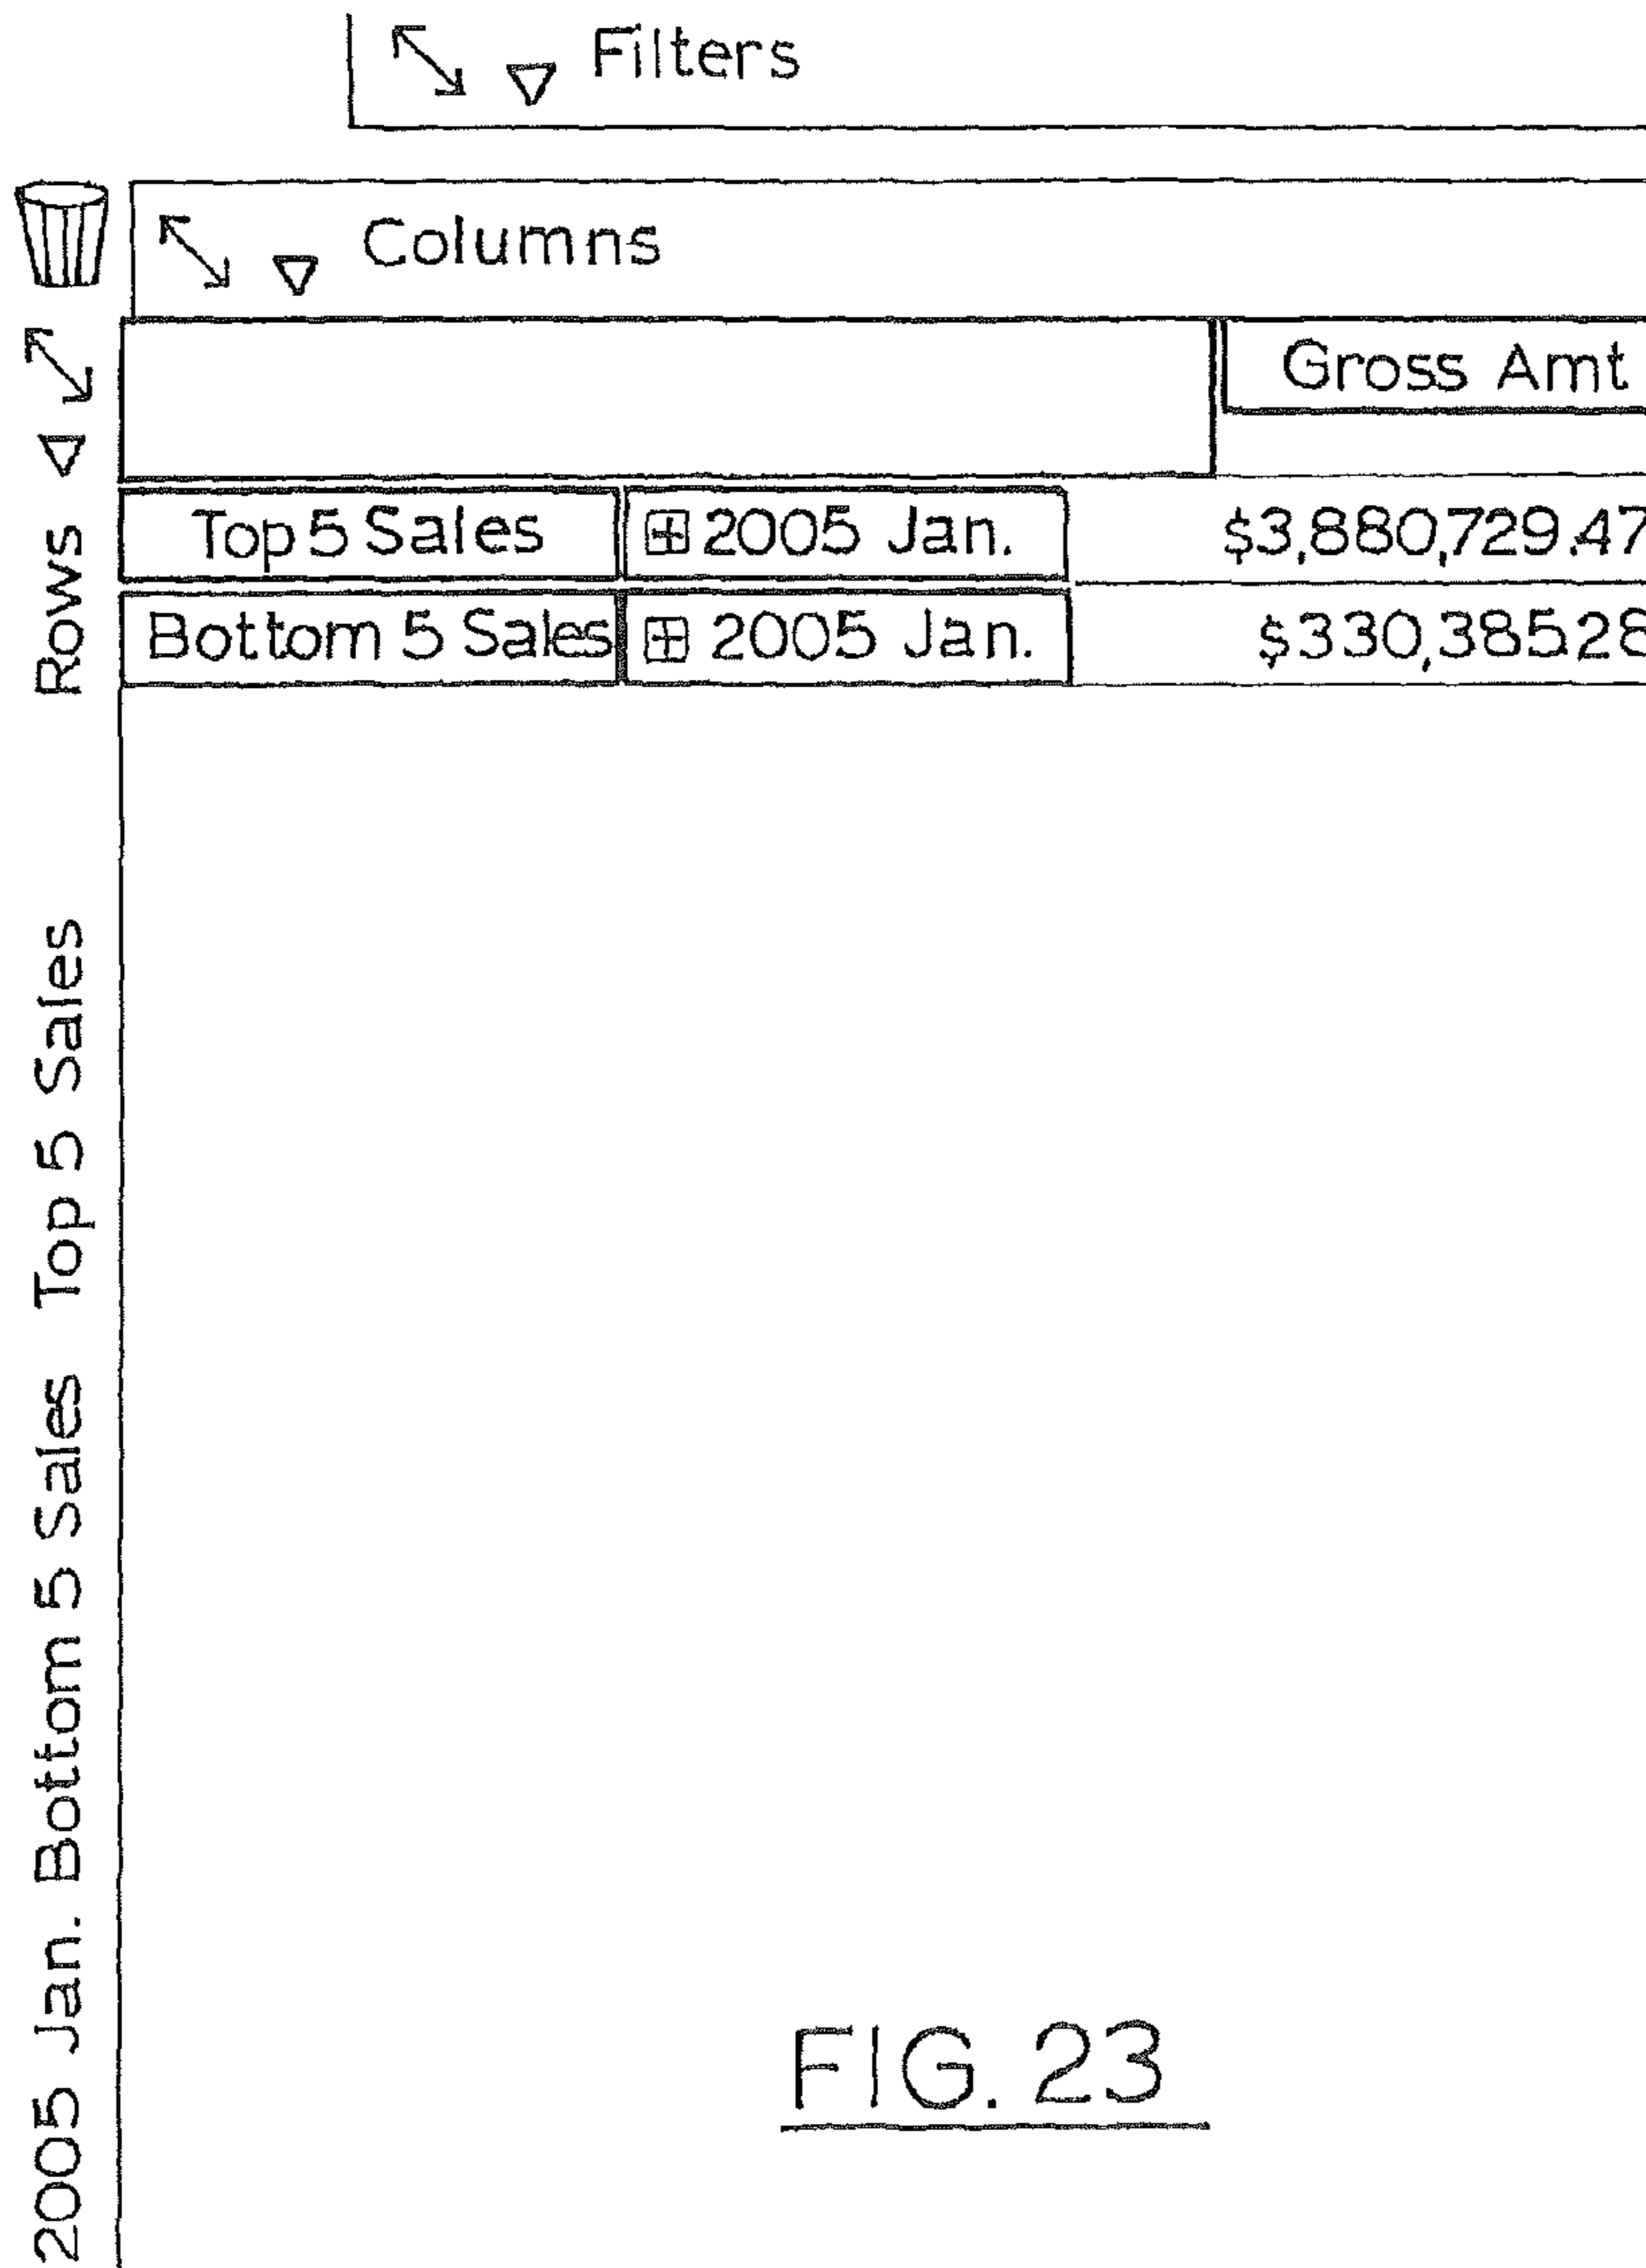 Filters
Columns
Gross Amt
Top 5 Sales 2005 Jan. $3,880,729.47
Bottom 5 Sales 2005 Jan. $330,38528
Rows
2005 Jan. Bottom 5 Sales Top 5 Sales
FIG. 23